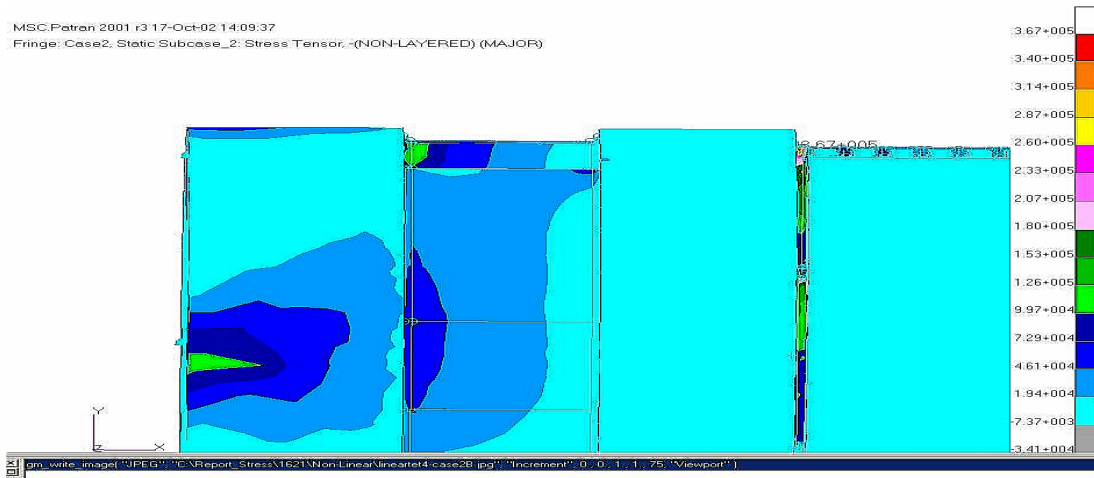 MSC.Patran 2001 r3 17-Oct-02 14:09:37
Fringe: Case2, Static Subcase_2: Stress Tensor, -(NON-LAYERED) (MAJOR)
3.67+005
3.40+005
3.14+005
2.87+005
2.60+005
2.33+005
2.07+005
1.80+005
1.53+005
1.26+005
9.97+004
7.29+004
4.61+004
1.94+004
-7.37+003
-3.41+004
3.67+005
Y
Z
X
gm_write_image( "JPEG", "C:\Report_Stress\1621\Non-Linear\lineartet4-case2B.jpg", "Increment", 0., 0., 1., 1., 75, "Viewport" )